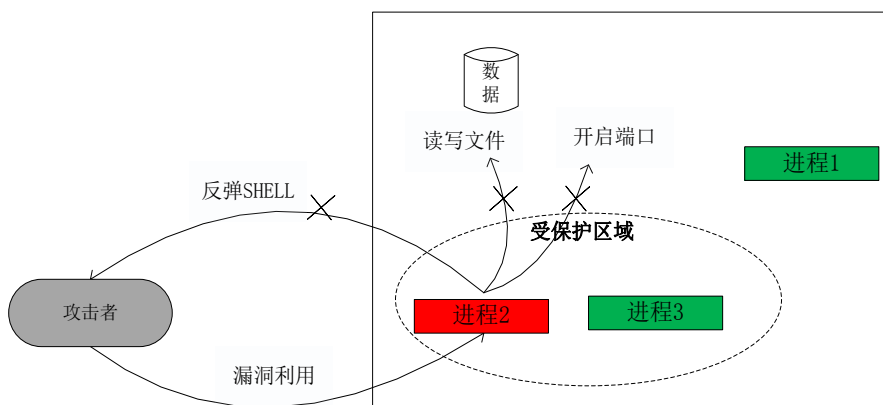 数
据
读写文件
开启端口
进程1
反弹SHELL
受保护区域
攻击者
进程2
进程3
漏洞利用